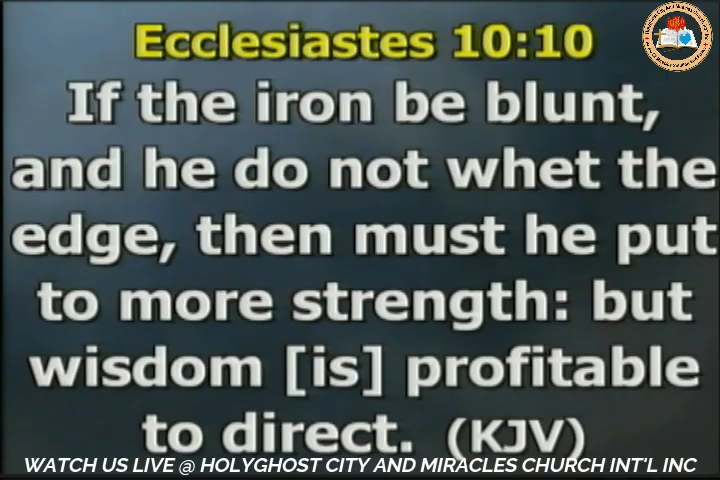 Ecclesiastes 10:10
If the iron be blunt,
and he do not whet the
edge, then must he put
to more strength: but
wisdom [is] profitable
to direct. (KJV)
WATCH US LIVE @ HOLYGHOST CITY AND MIRACLES CHURCH INT'L INC